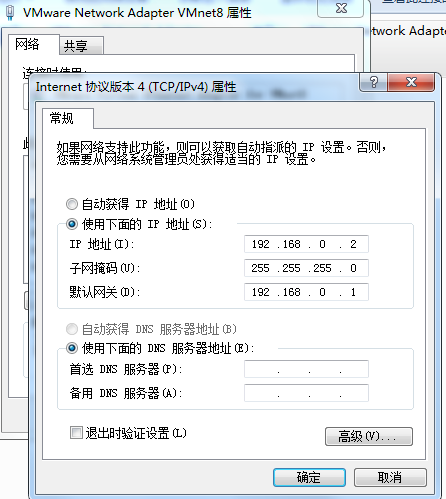 VMware Network Adapter VMnet8 属性
网络
共享
连接时使用:
Internet 协议版本 4 (TCP/IPv4) 属性
常规
如果网络支持此功能，则可以获取自动指派的 IP 设置。否则，
您需要从网络系统管理员处获得适当的 IP 设置。
自动获得 IP 地址(O)
使用下面的 IP 地址(S):
IP 地址(I): 192 .168 . 0 . 2
子网掩码(U): 255 .255 .255 . 0
默认网关(D): 192 .168 . 0 . 1
自动获得 DNS 服务器地址(B)
使用下面的 DNS 服务器地址(E):
首选 DNS 服务器(P): . . .
备用 DNS 服务器(A): . . .
退出时验证设置(L)
高级(V)...
确定
取消